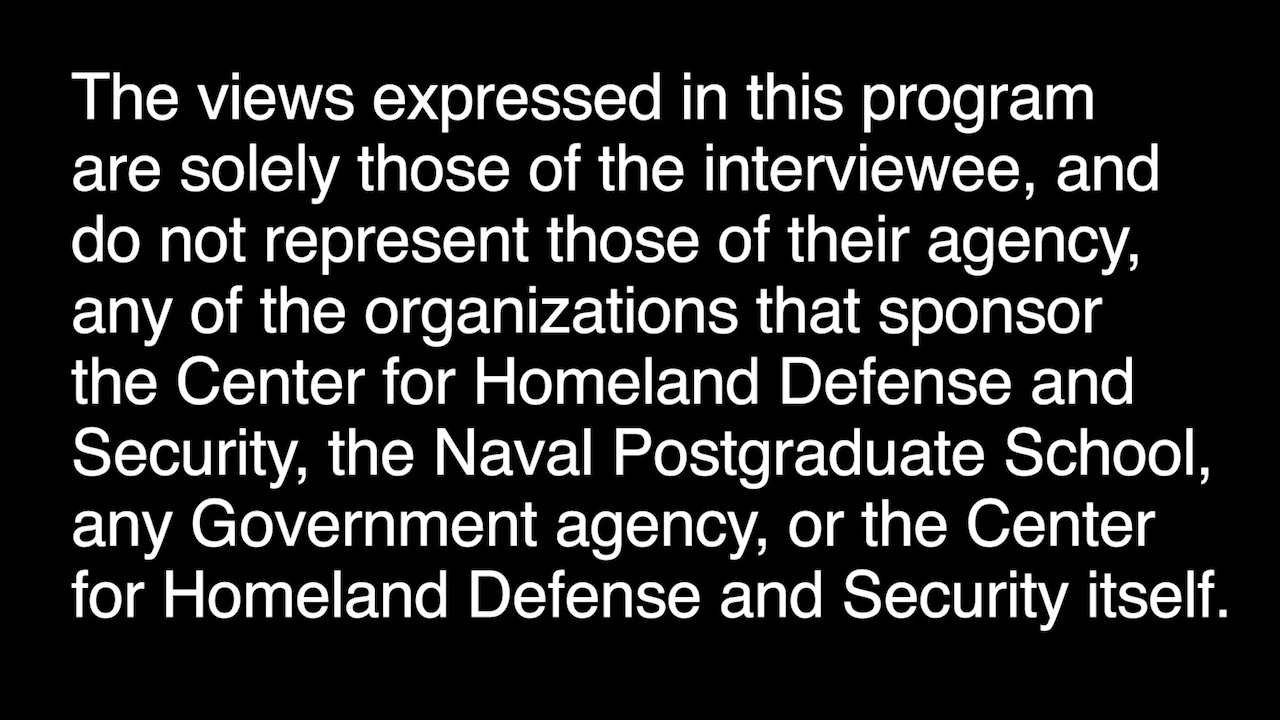 The views expressed in this program
are solely those of the interviewee, and
do not represent those of their agency,
any of the organizations that sponsor
the Center for Homeland Defense and
Security, the Naval Postgraduate School,
any Government agency, or the Center
for Homeland Defense and Security itself.